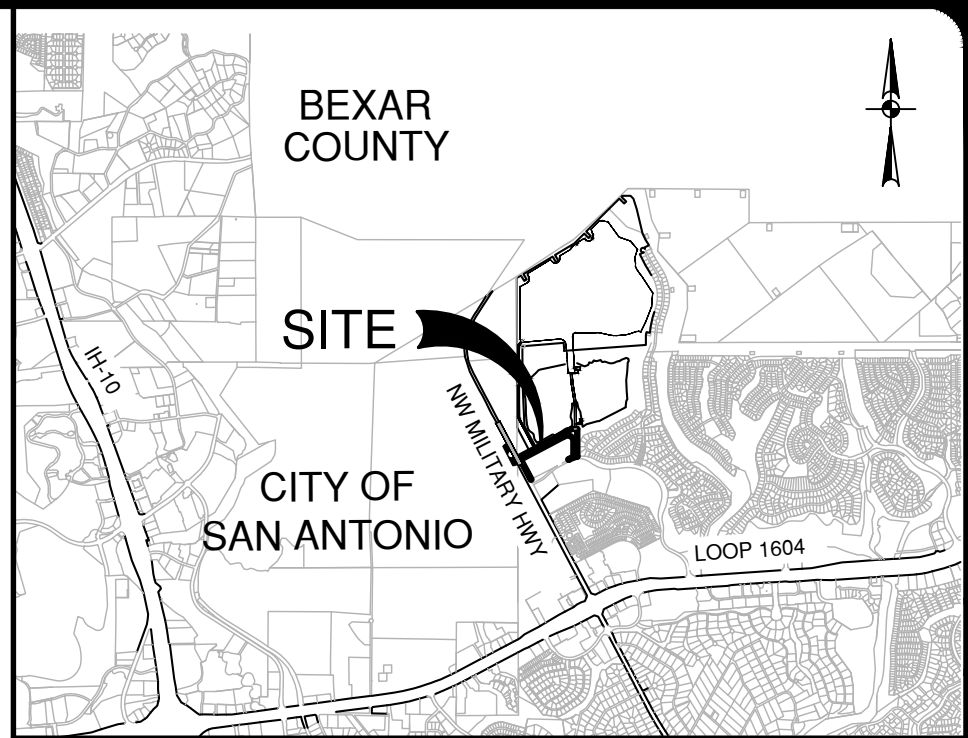 BEXAR
COUNTY
SITE
IH-10
NW MILITARY HWY
CITY OF
SAN ANTONIO
LOOP 1604